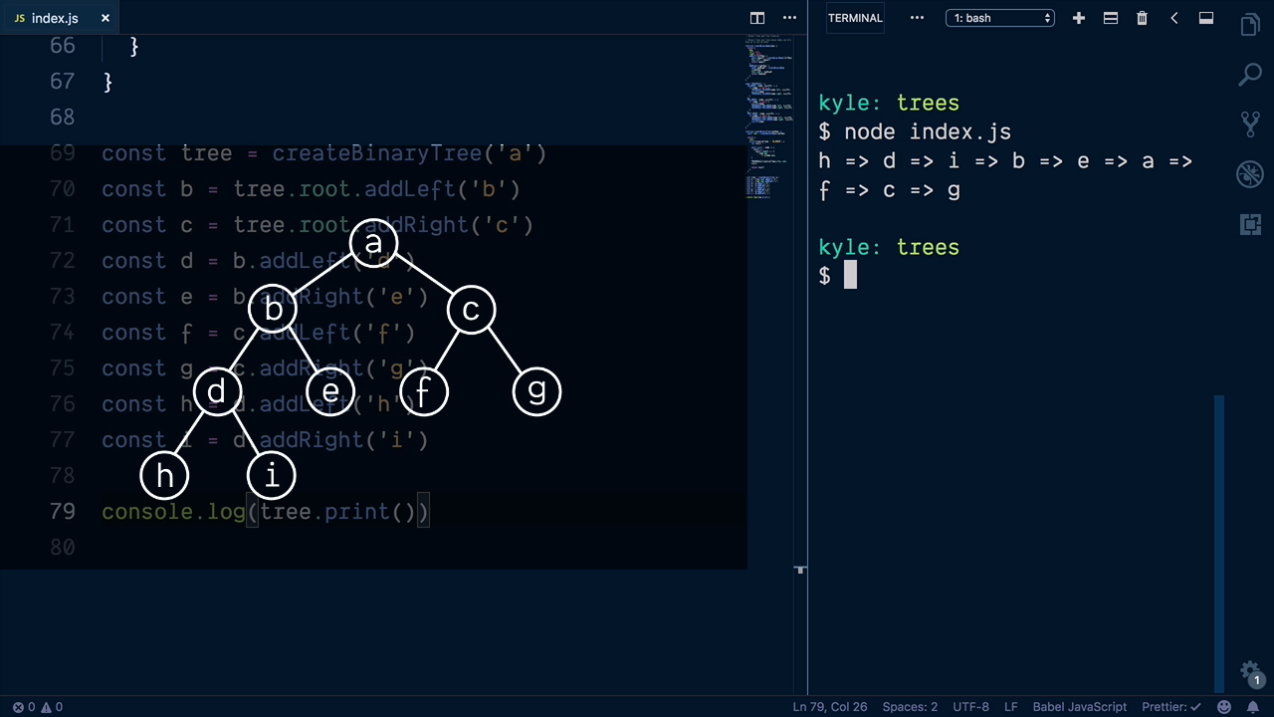 JS index.js ×
66 }
67 }
68
69 const tree = createBinaryTree('a')
70 const b = tree.root.addLeft('b')
71 const c = tree.root.addRight('c')
72 const d = b.addLeft('d')
73 const e = b.addRight('e')
74 const f = c.addLeft('f')
75 const g = c.addRight('g')
76 const h = d.addLeft('h')
77 const i = d.addRight('i')
78
79 console.log(tree.print())
80
a
b c
d e f g
h i
TERMINAL ••• 1: bash
kyle: trees
$ node index.js
h => d => i => b => e => a =>
f => c => g
kyle: trees
$
1
0 0
Ln 79, Col 26 Spaces: 2 UTF-8 LF Babel JavaScript Prettier: ✓